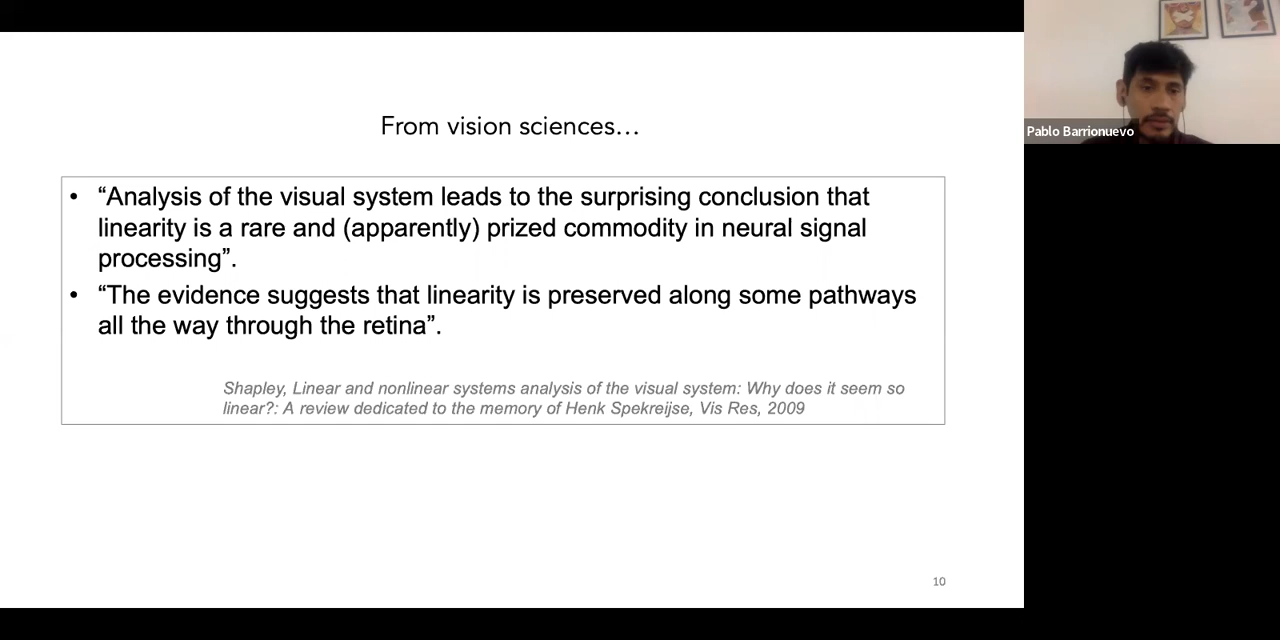 From vision sciences…
• “Analysis of the visual system leads to the surprising conclusion that
linearity is a rare and (apparently) prized commodity in neural signal
processing”.
• “The evidence suggests that linearity is preserved along some pathways
all the way through the retina”.
Shapley, Linear and nonlinear systems analysis of the visual system: Why does it seem so
linear?: A review dedicated to the memory of Henk Spekreijse, Vis Res, 2009
10
Pablo Barrionuevo